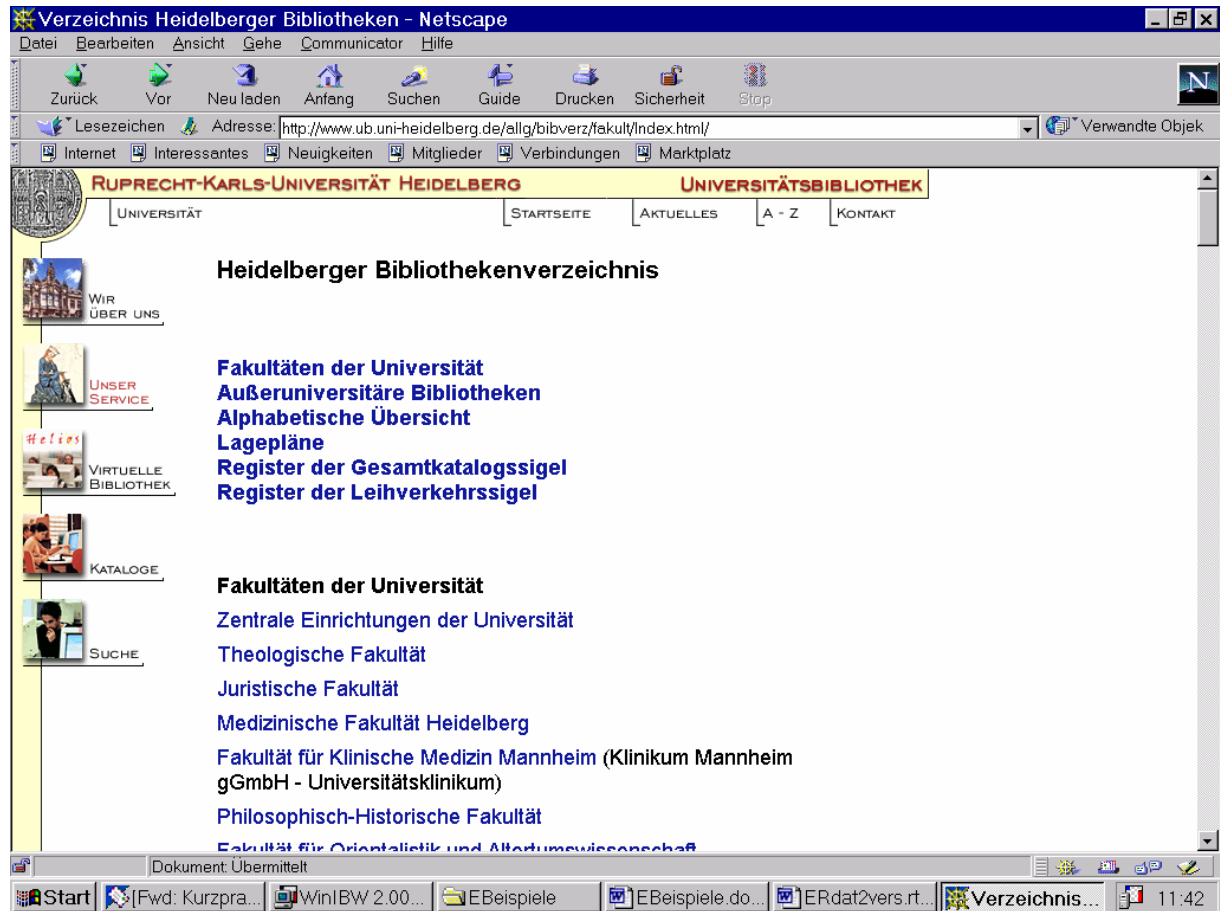 Verzeichnis Heidelberger Bibliotheken - Netscape
Datei Bearbeiten Ansicht Gehe Communicator Hilfe
Zurück Vor Neu laden Anfang Suchen Guide Drucken Sicherheit Stop
N
Lesezeichen Adresse: http://www.ub.uni-heidelberg.de/allg/bibverz/fakult/Index.html/ Verwandte Objek
Internet Interessantes Neuigkeiten Mitglieder Verbindungen Marktplatz
RUPRECHT-KARLS-UNIVERSITÄT HEIDELBERG UNIVERSITÄTSBIBLIOTHEK
UNIVERSITÄT STARTSEITE AKTUELLES A - Z KONTAKT
Heidelberger Bibliothekenverzeichnis
WIR
ÜBER UNS
Fakultäten der Universität
UNSER
SERVICE
Außeruniversitäre Bibliotheken
Alphabetische Übersicht
Helios
Lagepläne
VIRTUELLE
BIBLIOTHEK
Register der Gesamtkatalogssigel
Register der Leihverkehrssigel
KATALOGE
Fakultäten der Universität
Zentrale Einrichtungen der Universität
SUCHE
Theologische Fakultät
Juristische Fakultät
Medizinische Fakultät Heidelberg
Fakultät für Klinische Medizin Mannheim (Klinikum Mannheim
gGmbH - Universitätsklinikum)
Philosophisch-Historische Fakultät
Fakultät für Orientalistik und Altertumswissenschaft
Dokument: Übermittelt
Start [Fwd: Kurzpra... WinIBW 2.00... EBeispiele EBeispiele.do... ERdat2vers.rt... Verzeichnis... 11:42